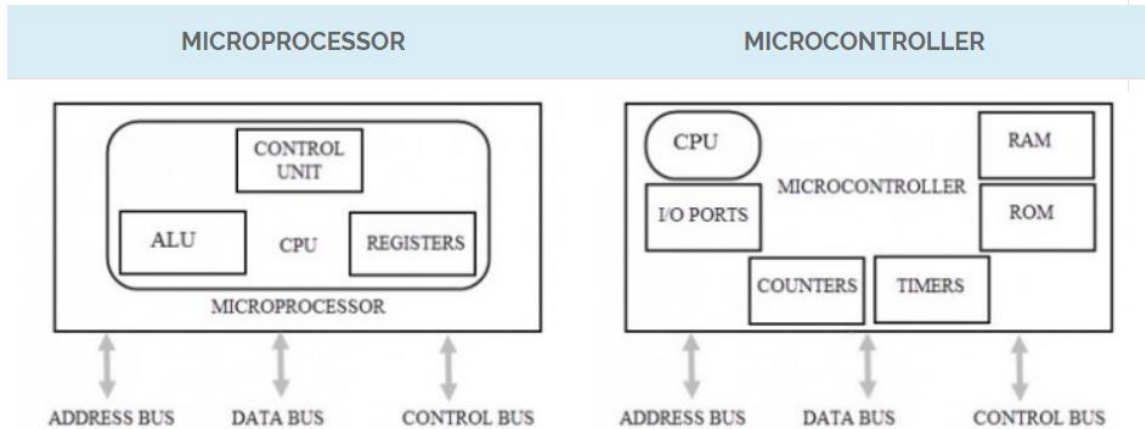 MICROPROCESSOR
MICROCONTROLLER
CONTROL
UNIT
ALU
CPU
REGISTERS
MICROPROCESSOR
ADDRESS BUS
DATA BUS
CONTROL BUS
CPU
RAM
MICROCONTROLLER
I/O PORTS
ROM
COUNTERS
TIMERS
ADDRESS BUS
DATA BUS
CONTROL BUS